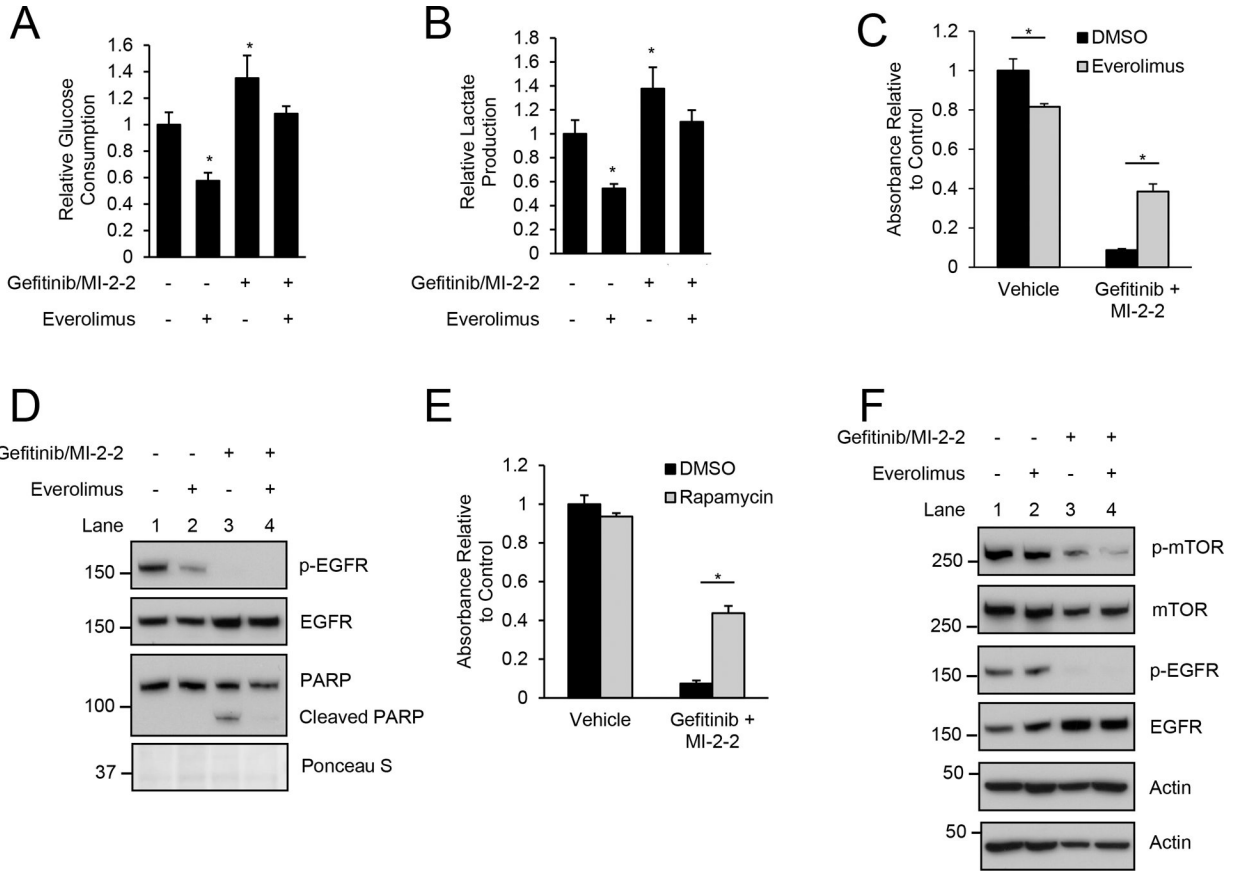 A
Relative Glucose
Consumption
1.6
1.4
1.2
1
0.8
0.6
0.4
0.2
0
*
*
Gefitinib/MI-2-2 - - + +
Everolimus - + - +
B
Relative Lactate
Production
1.8
1.6
1.4
1.2
1
0.8
0.6
0.4
0.2
0
*
*
Gefitinib/MI-2-2 - - + +
Everolimus - + - +
C
Absorbance Relative
to Control
1.2
1
0.8
0.6
0.4
0.2
0
*
*
DMSO
Everolimus
Vehicle
Gefitinib +
MI-2-2
D
Gefitinib/MI-2-2 - - + +
Everolimus - + - +
Lane 1 2 3 4
150 p-EGFR
150 EGFR
PARP
100
Cleaved PARP
37 Ponceau S
E
Absorbance Relative
to Control
1.2
1
0.8
0.6
0.4
0.2
0
*
DMSO
Rapamycin
Vehicle
Gefitinib +
MI-2-2
F
Gefitinib/MI-2-2 - - + +
Everolimus - + - +
Lane 1 2 3 4
250 p-mTOR
250 mTOR
150 p-EGFR
150 EGFR
50 Actin
50 Actin